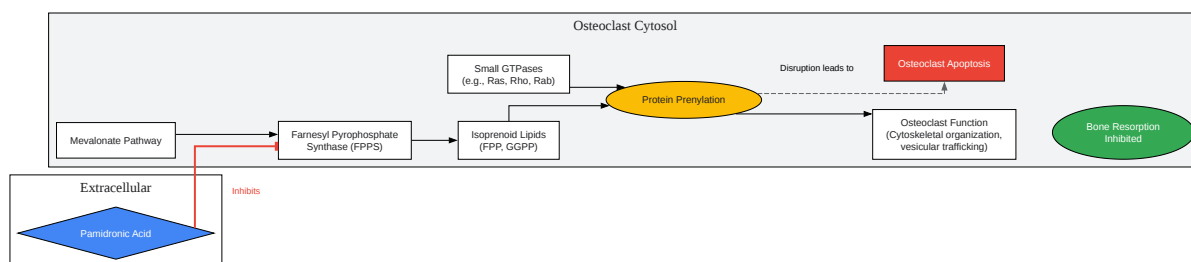 Osteoclast Cytosol
Small GTPases
(e.g., Ras, Rho, Rab)
Disruption leads to
Osteoclast Apoptosis
Protein Prenylation
Mevalonate Pathway
Farnesyl Pyrophosphate
Synthase (FPPS)
Isoprenoid Lipids
(FPP, GGPP)
Osteoclast Function
(Cytoskeletal organization,
vesicular trafficking)
Bone Resorption
Inhibited
Extracellular
Inhibits
Pamidronic Acid